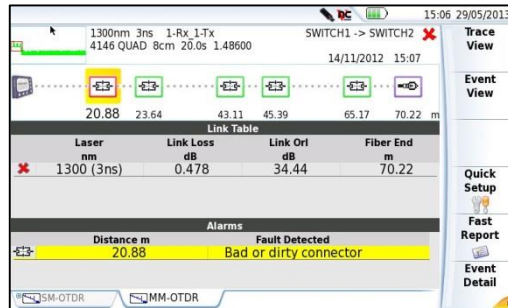 DC 15:06 29/05/2013
1300nm 3ns 1-Rx_1-Tx SWITCH1 -> SWITCH2
4146 QUAD 8cm 20.0s 1.48600
14/11/2012 15:07
Trace View
Event View
20.88 23.64 43.11 45.39 65.17 70.22 m
Link Table
Laser Link Loss Link Orl Fiber End
nm dB dB m
1300 (3ns) 0.478 34.44 70.22
Quick Setup
Alarms
Distance m Fault Detected
20.88 Bad or dirty connector
Fast Report
Event Detail
SM-OTDR MM-OTDR